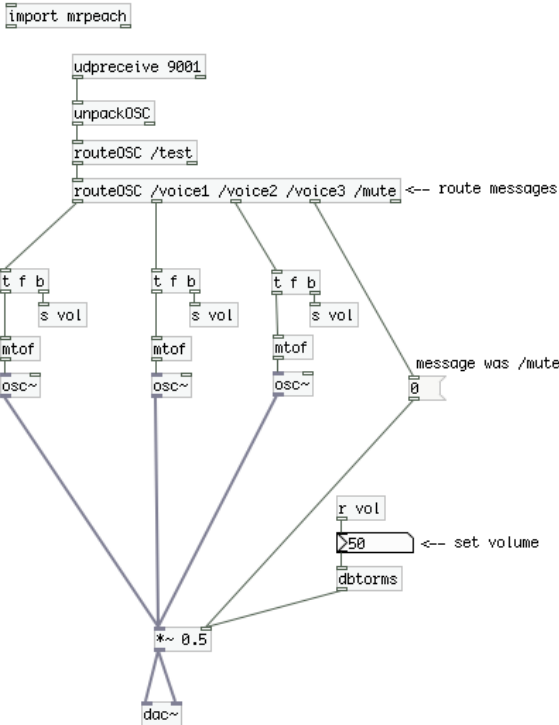 import mrpeach
udpreceive 9001
unpackOSC
routeOSC /test
routeOSC /voice1 /voice2 /voice3 /mute <-- route messages
t f b t f b t f b
s vol s vol s vol
mtof mtof mtof
message was /mute
osc~ osc~ osc~ 0
r vol
50 <-- set volume
dbtorms
*~ 0.5
dac~